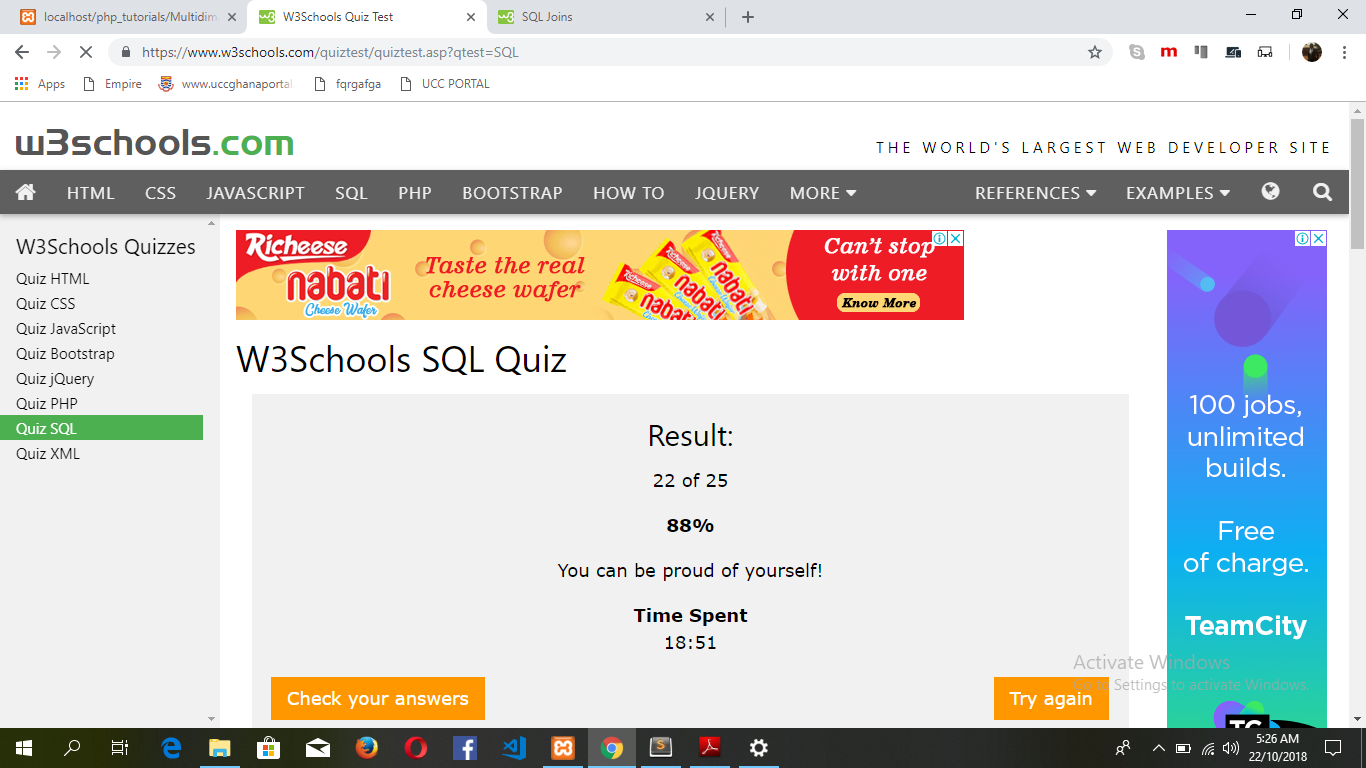 localhost/php_tutorials/Multidim
W3Schools Quiz Test
SQL Joins
https://www.w3schools.com/quiztest/quiztest.asp?qtest=SQL
Apps
Empire
www.uccghanaportal
fqrgafga
UCC PORTAL
w3schools.com
THE WORLD'S LARGEST WEB DEVELOPER SITE
HTML CSS JAVASCRIPT SQL PHP BOOTSTRAP HOW TO JQUERY MORE REFERENCES EXAMPLES
W3Schools Quizzes
Quiz HTML
Quiz CSS
Quiz JavaScript
Quiz Bootstrap
Quiz jQuery
Quiz PHP
Quiz SQL
Quiz XML
Richeese
nabati
Cheese Wafer
Taste the real
cheese wafer
nabati
nabati
nabati
Can't stop
with one
Know More
W3Schools SQL Quiz
Result:
22 of 25
88%
You can be proud of yourself!
Time Spent
18:51
Check your answers
Try again
100 jobs,
unlimited
builds.
Free
of charge.
TeamCity
TC
Activate Windows
Go to Settings to activate Windows.
5:26 AM
22/10/2018